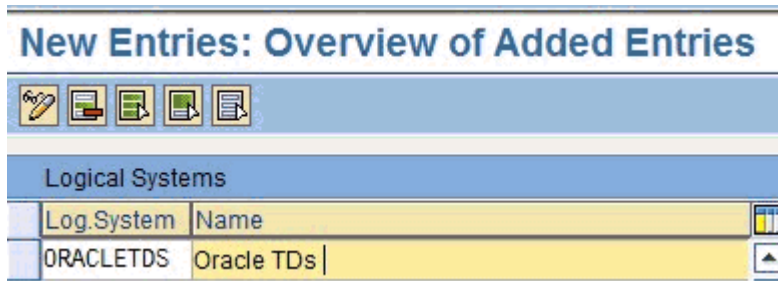 New Entries: Overview of Added Entries
Logical Systems
Log.System Name
ORACLETDS Oracle TDs